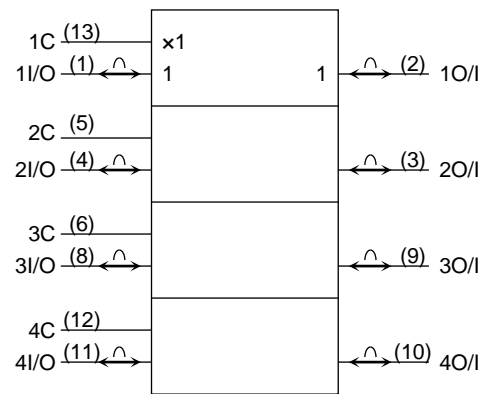 1C (13) ×1
1I/O (1) ∩ 1 1 ∩ (2) 1O/I
2C (5)
2I/O (4) ∩ ∩ (3) 2O/I
3C (6)
3I/O (8) ∩ ∩ (9) 3O/I
4C (12)
4I/O (11) ∩ ∩ (10) 4O/I